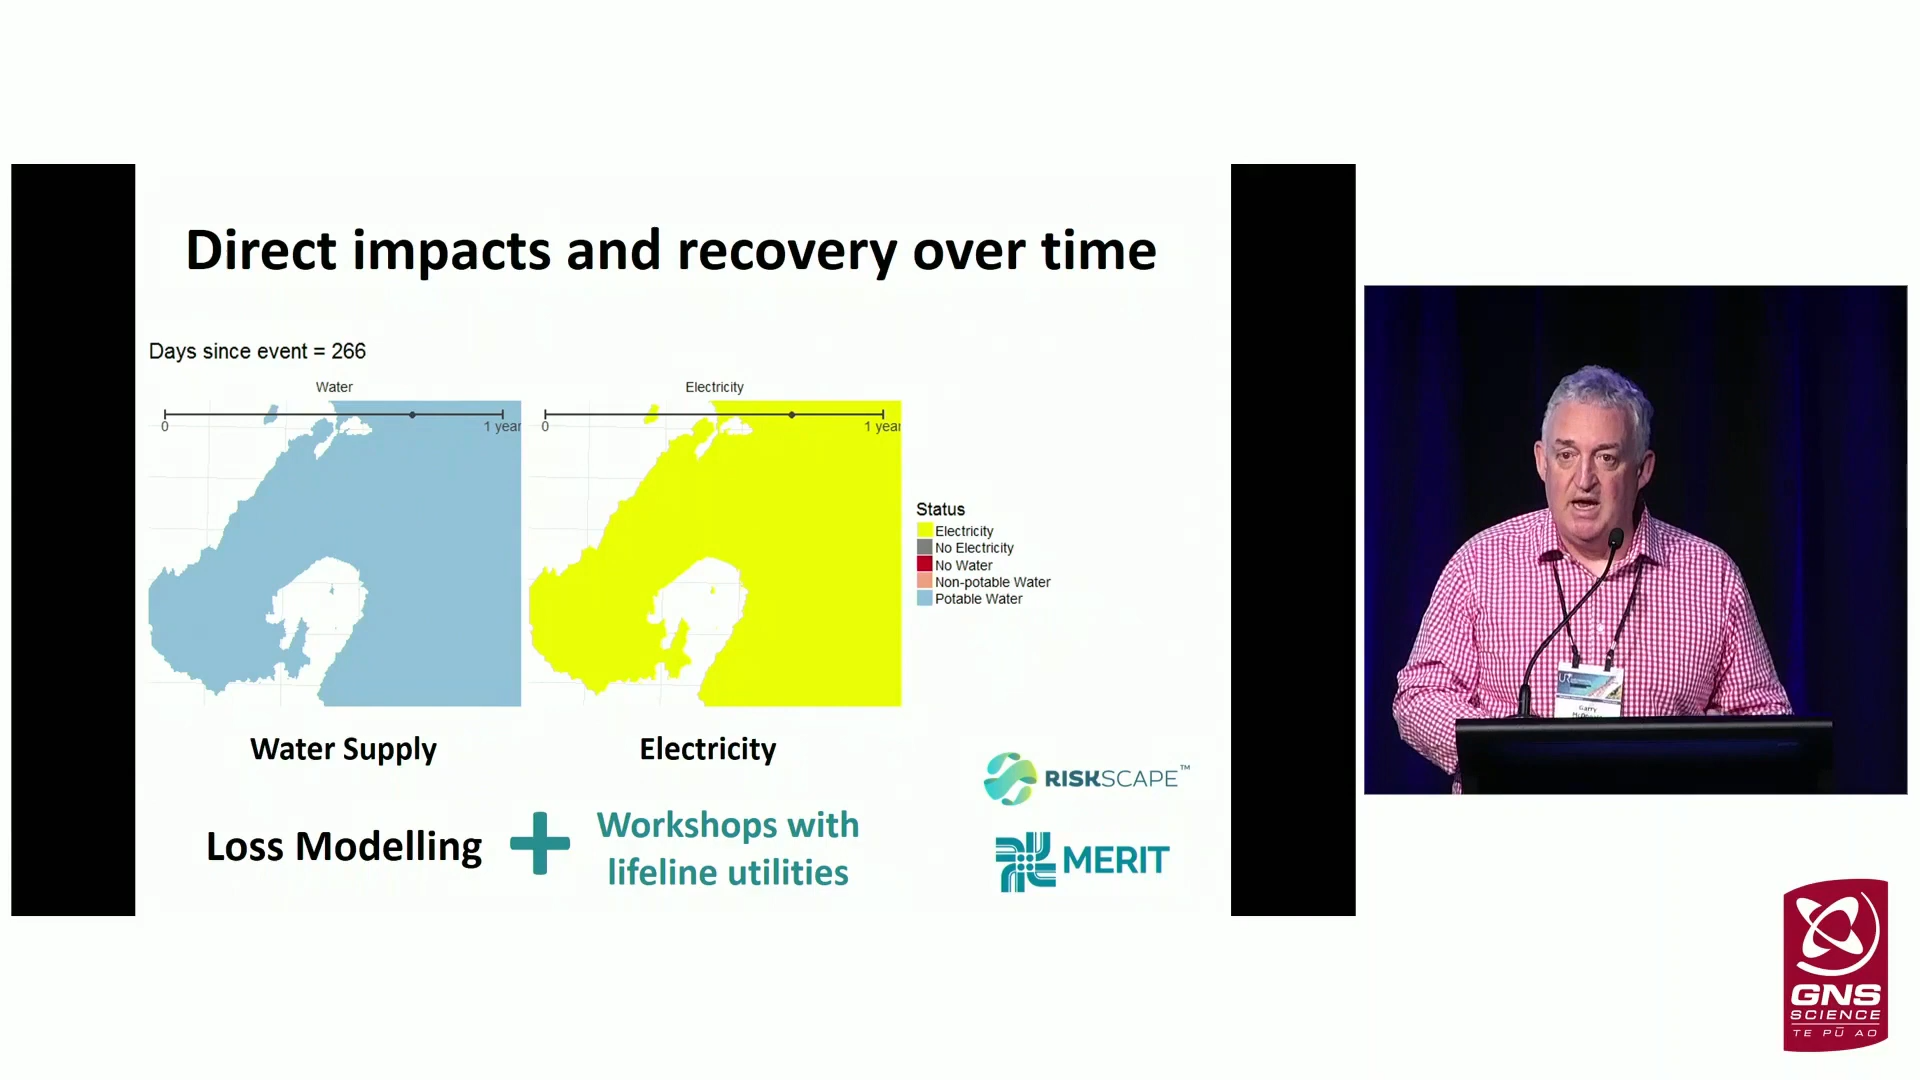 Direct impacts and recovery over time
Days since event = 266
Water
Electricity
0
1 year
0
1 year
Status
Electricity
No Electricity
No Water
Non-potable Water
Potable Water
Water Supply
Electricity
Loss Modelling
Workshops with
lifeline utilities
RISKSCAPE™
MERIT
Garry
GNS
SCIENCE
TE PŪ AO